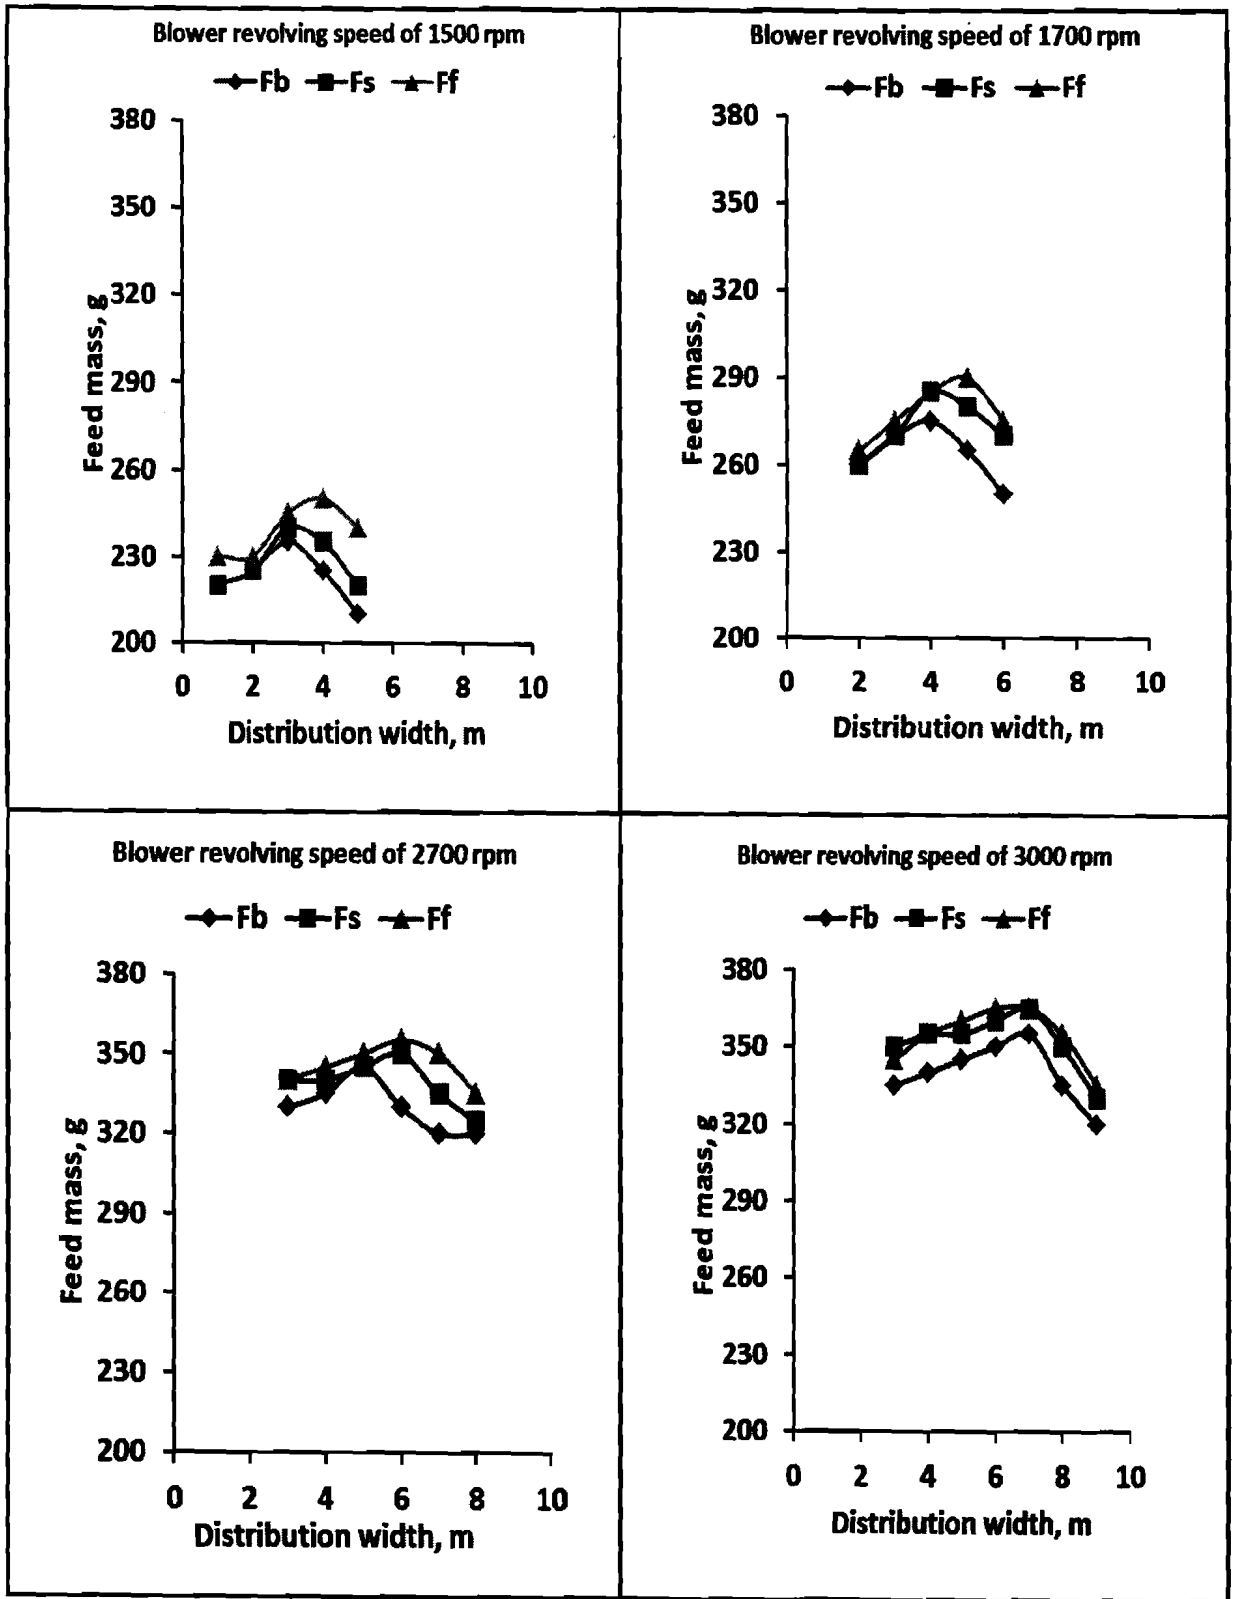 Blower revolving speed of 1500 rpm
Fb Fs Ff
380
350
320
290
260
230
200
Feed mass, g
0 2 4 6 8 10
Distribution width, m
Blower revolving speed of 1700 rpm
Fb Fs Ff
380
350
320
290
260
230
200
Feed mass, g
0 2 4 6 8 10
Distribution width, m
Blower revolving speed of 2700 rpm
Fb Fs Ff
380
350
320
290
260
230
200
Feed mass, g
0 2 4 6 8 10
Distribution width, m
Blower revolving speed of 3000 rpm
Fb Fs Ff
380
350
320
290
260
230
200
Feed mass, g
0 2 4 6 8 10
Distribution width, m